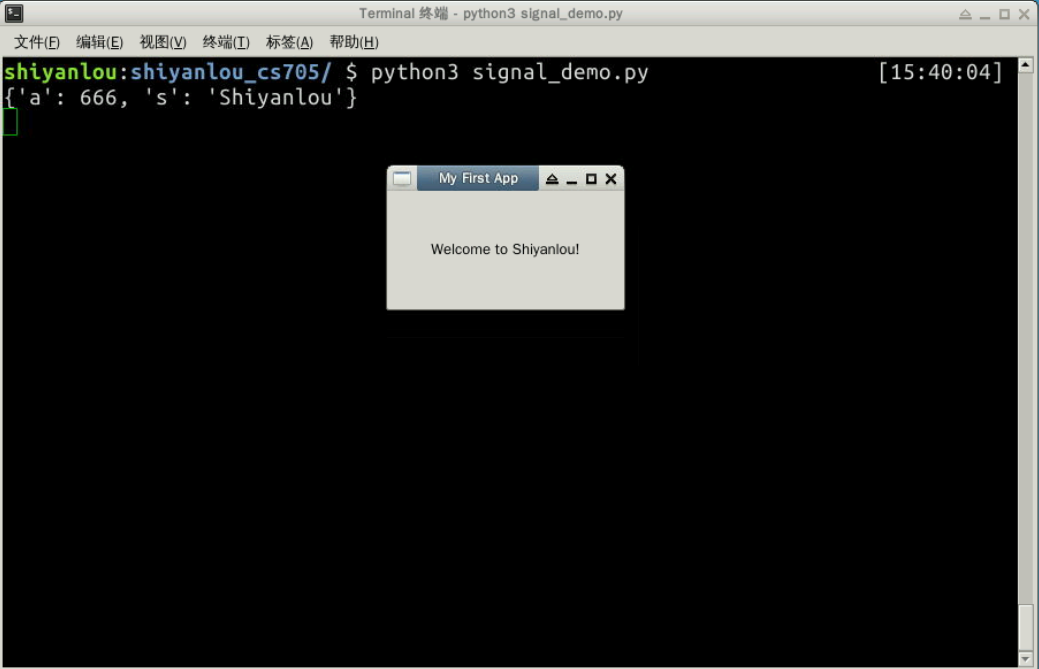 Terminal 终端 - python3 signal_demo.py
文件(F) 编辑(E) 视图(V) 终端(T) 标签(A) 帮助(H)
shiyanlou:shiyanlou_cs705/ $ python3 signal_demo.py [15:40:04]
{'a': 666, 's': 'Shiyanlou'}
My First App
Welcome to Shiyanlou!